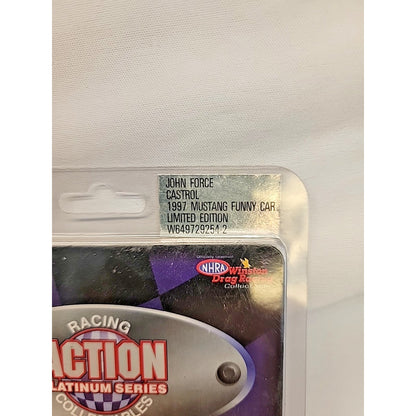 JOHN FORCE
CASTROL
1997 MUSTANG FUNNY CAR
LIMITED EDITION
W649729254.2
NHRA Winston
Drag Racing
RACING
ACTION
PLATINUM SERIES
COLLECTIBLES